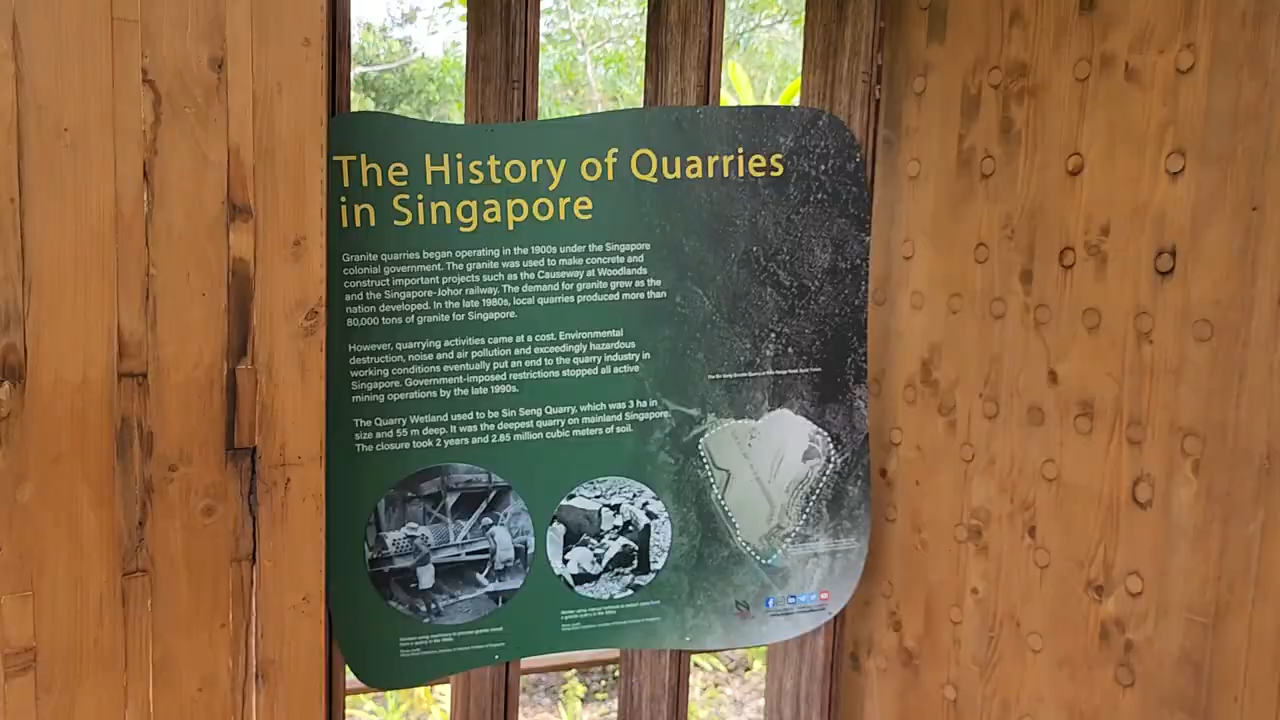 The History of Quarries
in Singapore
Granite quarries began operating in the 1900s under the Singapore
colonial government. The granite was used to make concrete and
construct important projects such as the Causeway at Woodlands
and the Singapore-Johor railway. The demand for granite grew as the
nation developed. In the late 1980s, local quarries produced more than
80,000 tons of granite for Singapore.
However, quarrying activities came at a cost. Environmental
destruction, noise and air pollution and exceedingly hazardous
working conditions eventually put an end to the quarry industry in
Singapore. Government-imposed restrictions stopped all active
mining operations by the late 1990s.
The Quarry Wetland used to be Sin Seng Quarry, which was 3 ha in
size and 55 m deep. It was the deepest quarry on mainland Singapore.
The closure took 2 years and 2.85 million cubic meters of soil.